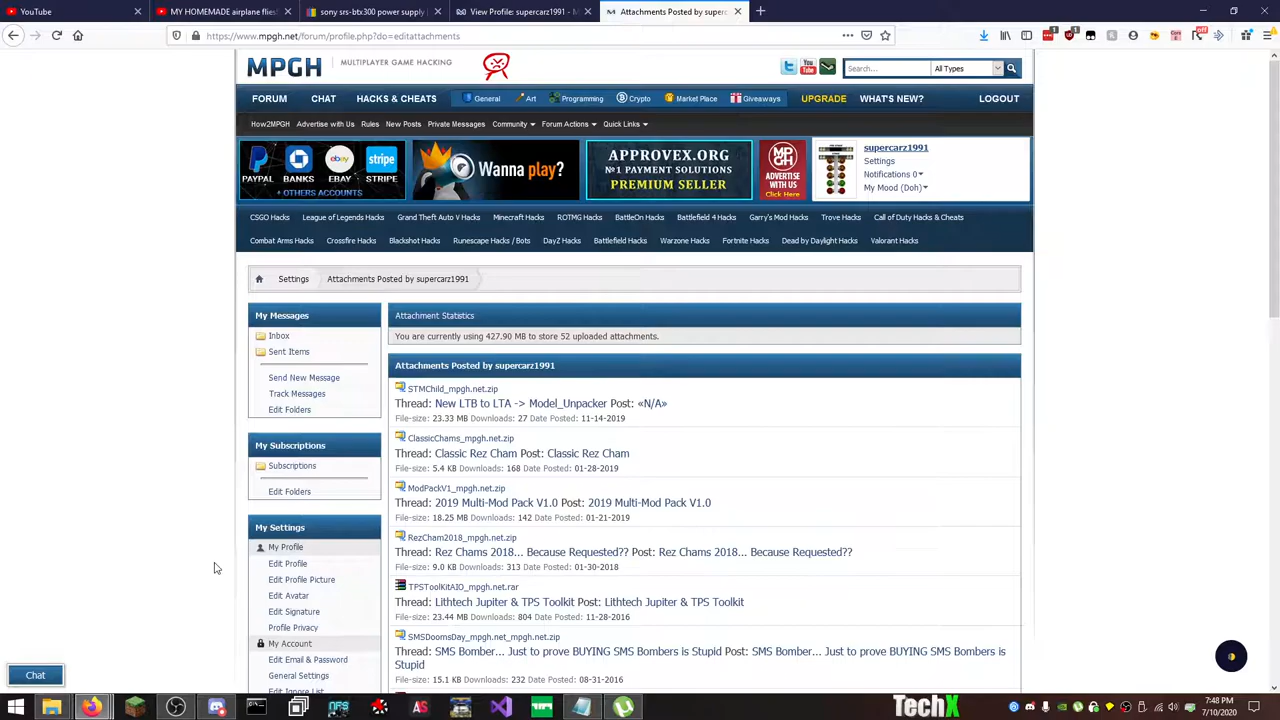 YouTube
MY HOMEADE airplane flies
sony srs-btx300 power supply
View Profile: supercarz1991 - M
Attachments Posted by superc
https://www.mpgh.net/forum/profile.php?do=editattachments
MPGH
MULTIPLAYER GAME HACKING
Search...
All Types
FORUM
CHAT
HACKS & CHEATS
General
Art
Programming
Crypto
Market Place
Giveaways
UPGRADE
WHAT'S NEW?
LOGOUT
How2MPGH
Advertise with Us
Rules
New Posts
Private Messages
Community
Forum Actions
Quick Links
PAYPAL
BANKS
ebay
EBAY
stripe
STRIPE
+ OTHERS ACCOUNTS
Wanna play?
APPROVEX.ORG
№1 PAYMENT SOLUTIONS
PREMIUM SELLER
MPGH
ADVERTISE
WITH US
Click Here
supercarz1991
Settings
Notifications 0
My Mood (Doh)
CSGO Hacks
League of Legends Hacks
Grand Theft Auto V Hacks
Minecraft Hacks
ROTMG Hacks
BattleOn Hacks
Battlefield 4 Hacks
Garry's Mod Hacks
Trove Hacks
Call of Duty Hacks & Cheats
Combat Arms Hacks
Crossfire Hacks
Blackshot Hacks
Runescape Hacks / Bots
DayZ Hacks
Battlefield Hacks
Warzone Hacks
Fortnite Hacks
Dead by Daylight Hacks
Valorant Hacks
Settings
Attachments Posted by supercarz1991
My Messages
Inbox
Sent Items
Send New Message
Track Messages
Edit Folders
My Subscriptions
Subscriptions
Edit Folders
My Settings
My Profile
Edit Profile
Edit Profile Picture
Edit Avatar
Edit Signature
Profile Privacy
My Account
Edit Email & Password
General Settings
Edit Ignore List
Attachment Statistics
You are currently using 427.90 MB to store 52 uploaded attachments.
Attachments Posted by supercarz1991
STMChild_mpgh.net.zip
Thread: New LTB to LTA -> Model_Unpacker Post: «N/A»
File-size: 23.33 MB Downloads: 27 Date Posted: 11-14-2019
ClassicChams_mpgh.net.zip
Thread: Classic Rez Cham Post: Classic Rez Cham
File-size: 5.4 KB Downloads: 168 Date Posted: 01-28-2019
ModPackV1_mpgh.net.zip
Thread: 2019 Multi-Mod Pack V1.0 Post: 2019 Multi-Mod Pack V1.0
File-size: 18.25 MB Downloads: 142 Date Posted: 01-21-2019
RezCham2018_mpgh.net.zip
Thread: Rez Chams 2018... Because Requested?? Post: Rez Chams 2018... Because Requested??
File-size: 9.0 KB Downloads: 313 Date Posted: 01-30-2018
TPSToolKitAIO_mpgh.net.rar
Thread: Lithtech Jupiter & TPS Toolkit Post: Lithtech Jupiter & TPS Toolkit
File-size: 23.44 MB Downloads: 804 Date Posted: 11-28-2016
SMSDoomsDay_mpgh.net_mpgh.net.zip
Thread: SMS Bomber... Just to prove BUYING SMS Bombers is Stupid Post: SMS Bomber... Just to prove BUYING SMS Bombers is
Stupid
File-size: 15.1 KB Downloads: 232 Date Posted: 08-31-2016
Chat
TechX
7:48 PM
7/10/2020